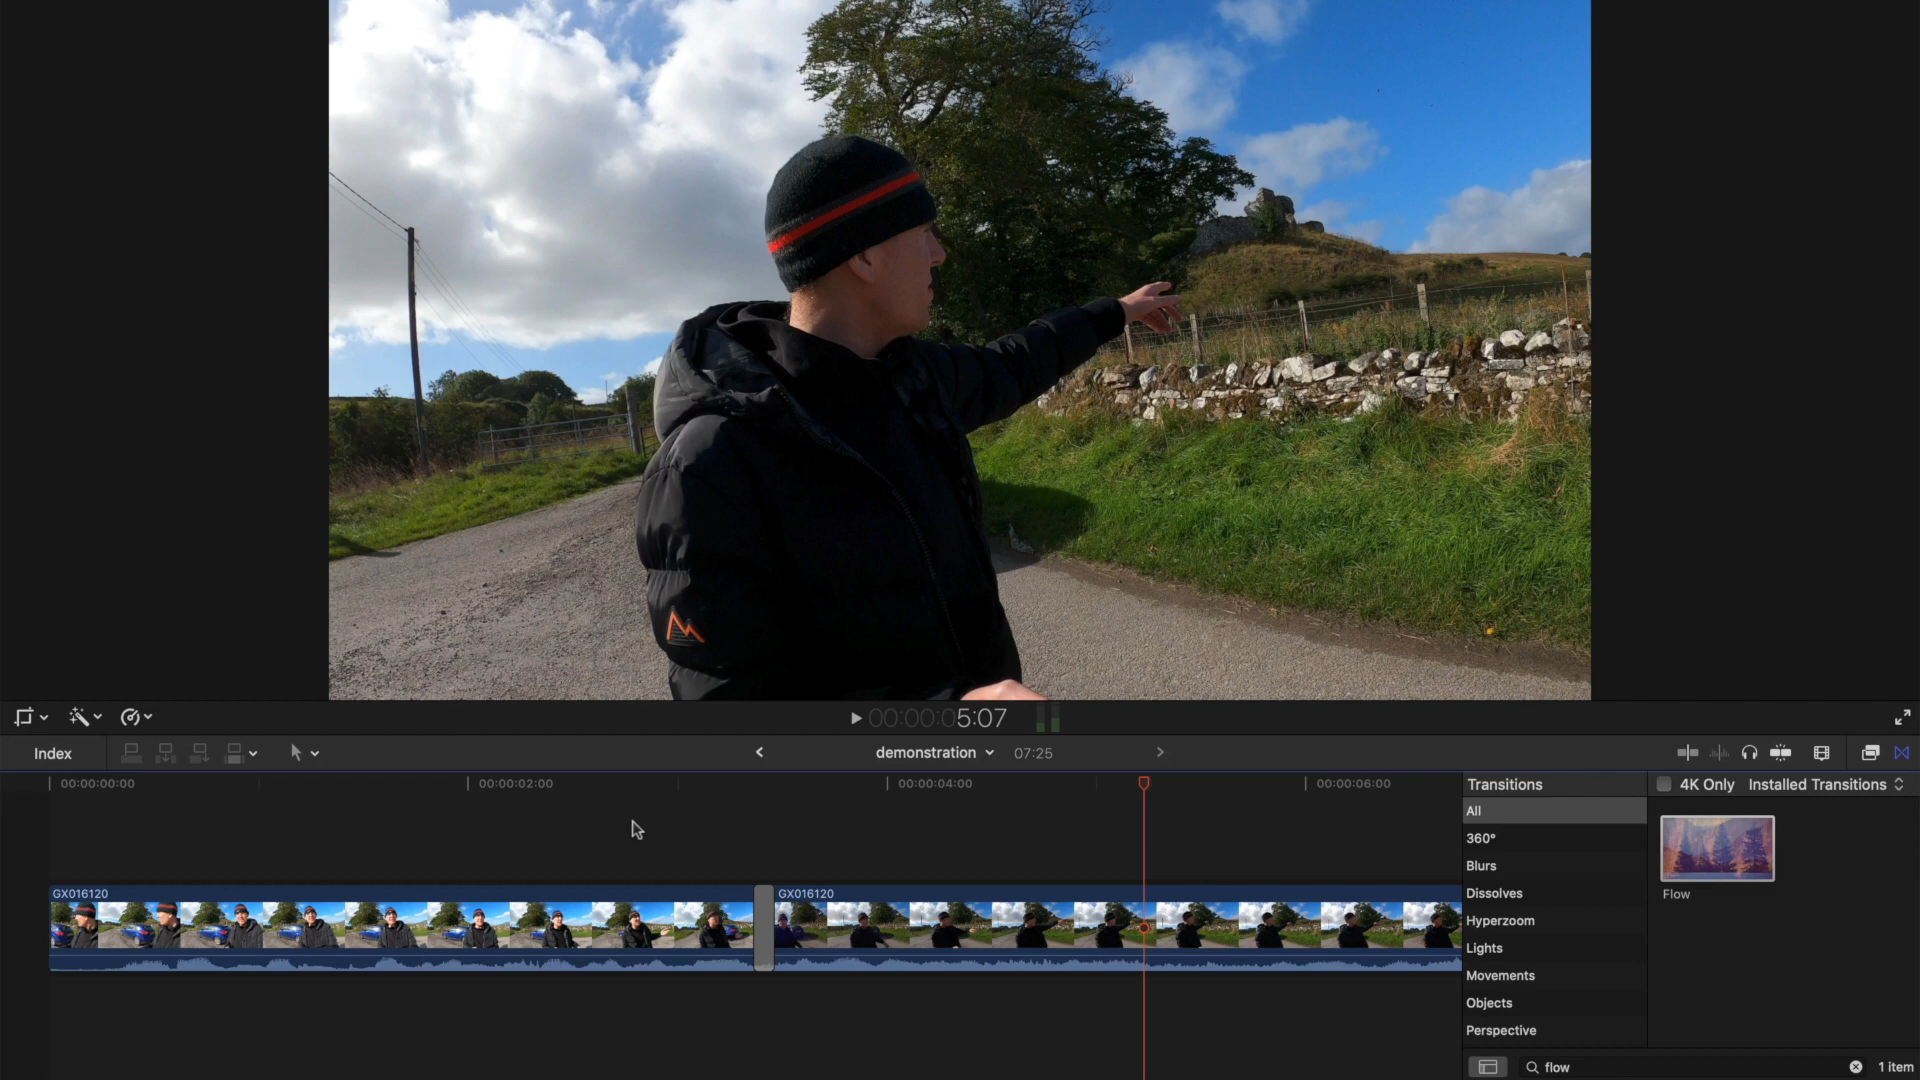 00:00:05:07
Index
demonstration
07:25
00:00:00:00
00:00:02:00
00:00:04:00
00:00:06:00
Transitions
4K Only
Installed Transitions
All
360°
Blurs
Dissolves
Hyperzoom
Lights
Movements
Objects
Perspective
Flow
GX016120
GX016120
flow
1 item